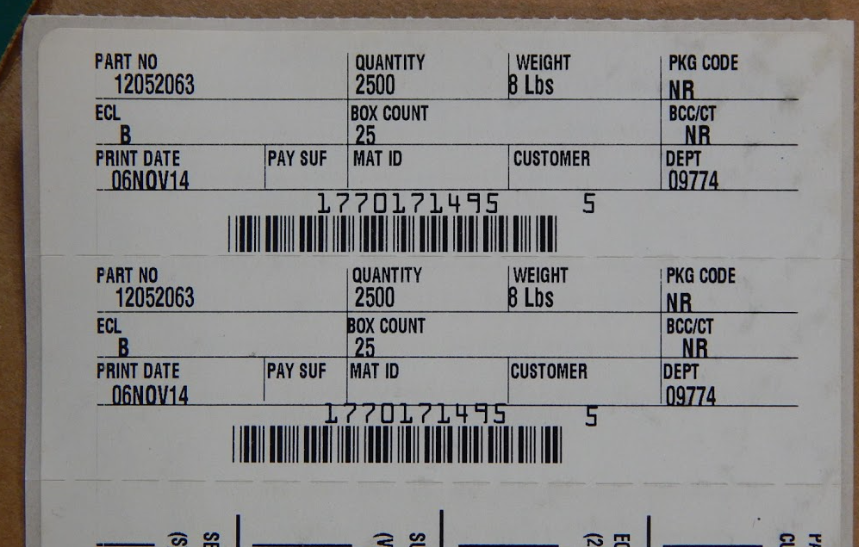 PART NO QUANTITY WEIGHT PKG CODE
12052063 2500 8 Lbs NR
ECL BOX COUNT BCC/CT
B 25 NR
PRINT DATE PAY SUF MAT ID CUSTOMER DEPT
06NOV14 09774
1770171495 5
PART NO QUANTITY WEIGHT PKG CODE
12052063 2500 8 Lbs NR
ECL BOX COUNT BCC/CT
B 25 NR
PRINT DATE PAY SUF MAT ID CUSTOMER DEPT
06NOV14 09774
1770171495 5